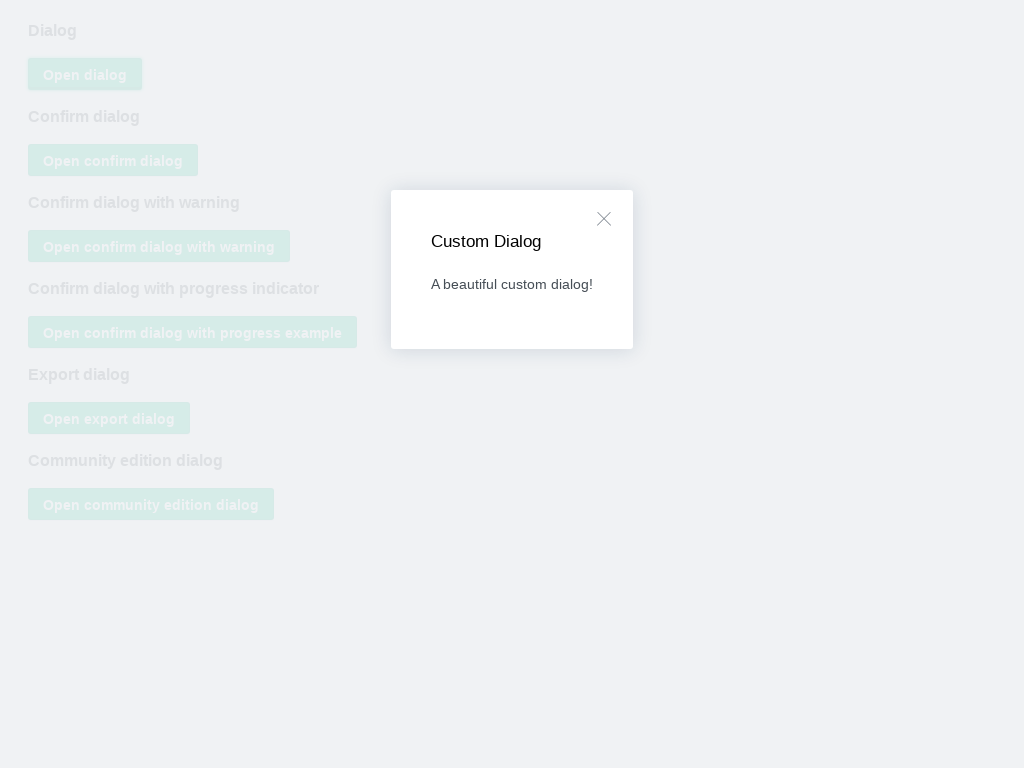 Dialog
Open dialog
Confirm dialog
Open confirm dialog
Confirm dialog with warning
Open confirm dialog with warning
Confirm dialog with progress indicator
Open confirm dialog with progress example
Export dialog
Open export dialog
Community edition dialog
Open community edition dialog
Custom Dialog
A beautiful custom dialog!